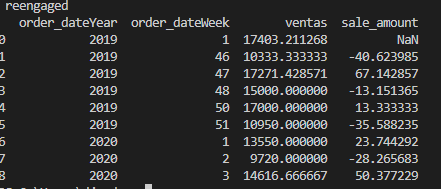 reengaged
order_dateYear order_dateWeek ventas sale_amount
0 2019 1 17403.211268 NaN
1 2019 46 10333.333333 -40.623985
2 2019 47 17271.428571 67.142857
3 2019 48 15000.000000 -13.151365
4 2019 50 17000.000000 13.333333
5 2019 51 10950.000000 -35.588235
6 2020 1 13550.000000 23.744292
7 2020 2 9720.000000 -28.265683
8 2020 3 14616.666667 50.377229